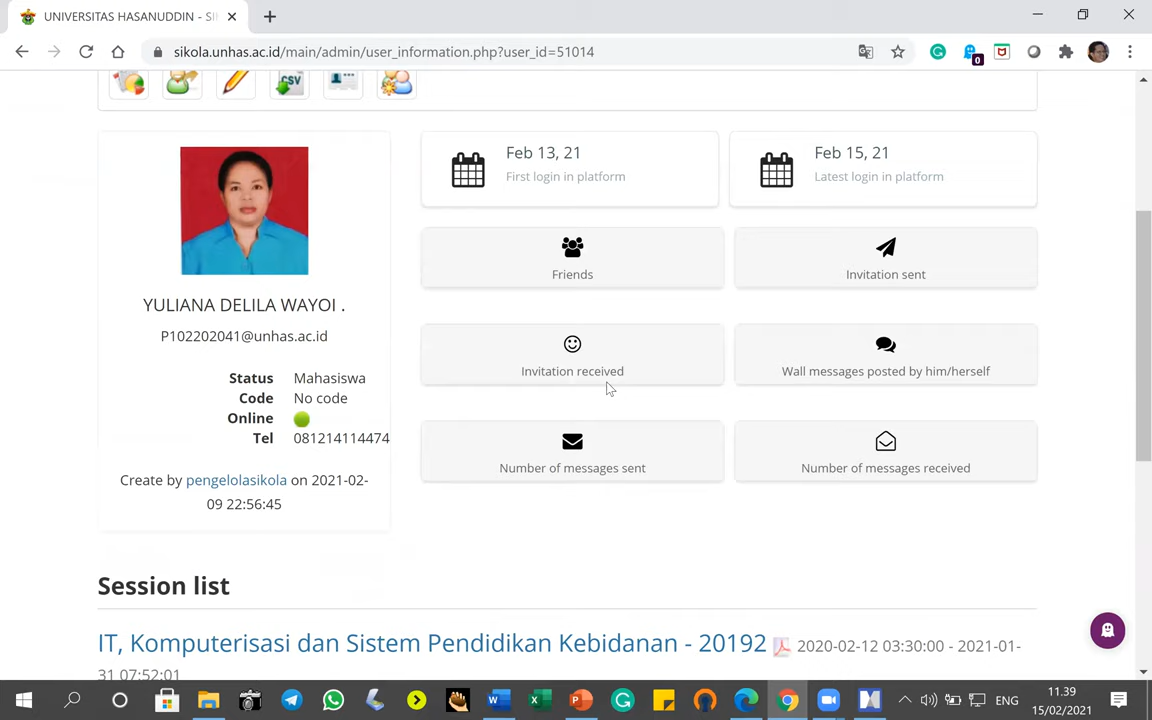 UNIVERSITAS HASANUDDIN - SI
sikola.unhas.ac.id/main/admin/user_information.php?user_id=51014
0
CSV
Feb 13, 21
First login in platform
Feb 15, 21
Latest login in platform
Friends
Invitation sent
YULIANA DELILA WAYOI .
P102202041@unhas.ac.id
Invitation received
Wall messages posted by him/herself
Status Mahasiswa
Code No code
Online
Tel 081214114474
Number of messages sent
Number of messages received
Create by pengelolasikola on 2021-02-
09 22:56:45
Session list
IT, Komputerisasi dan Sistem Pendidikan Kebidanan - 20192 2020-02-12 03:30:00 - 2021-01-
31 07:52:01
ENG
11.39
15/02/2021